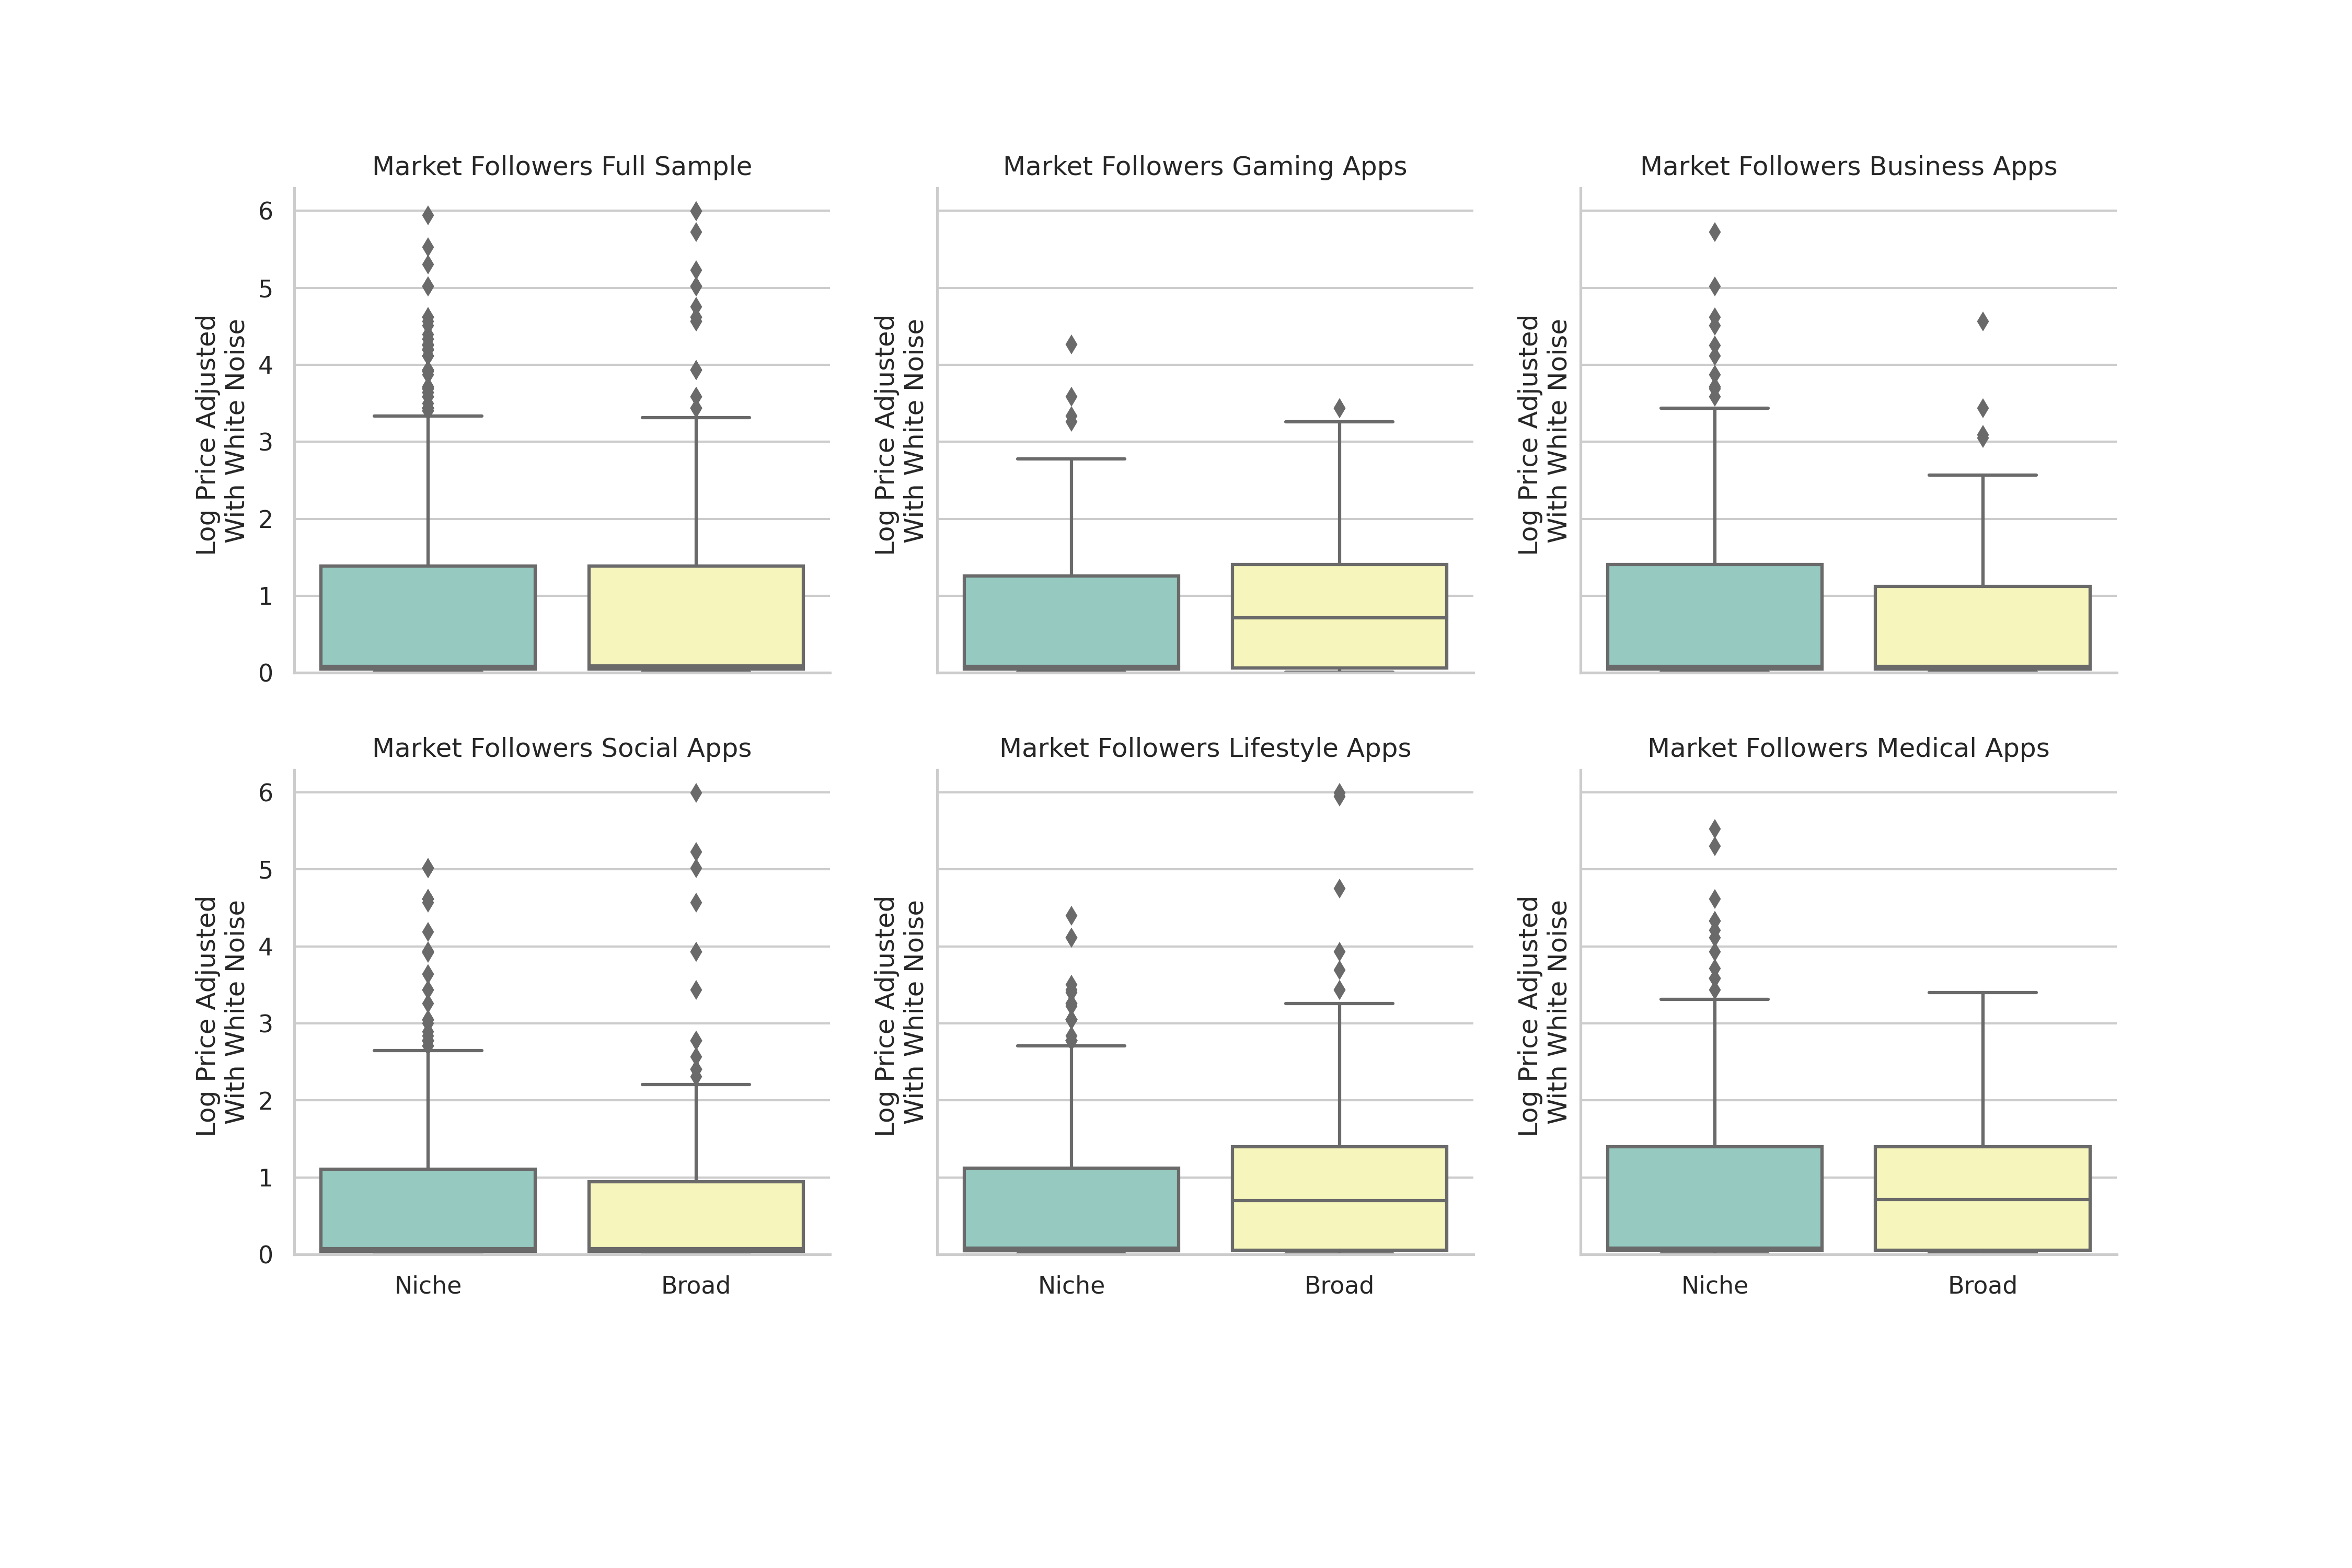 Market Followers Full Sample
Market Followers Gaming Apps
Market Followers Business Apps
Log Price Adjusted
With White Noise
6
5
4
3
2
1
0
Log Price Adjusted
With White Noise
Log Price Adjusted
With White Noise
Market Followers Social Apps
Market Followers Lifestyle Apps
Market Followers Medical Apps
Log Price Adjusted
With White Noise
6
5
4
3
2
1
0
Log Price Adjusted
With White Noise
Log Price Adjusted
With White Noise
Niche
Broad
Niche
Broad
Niche
Broad